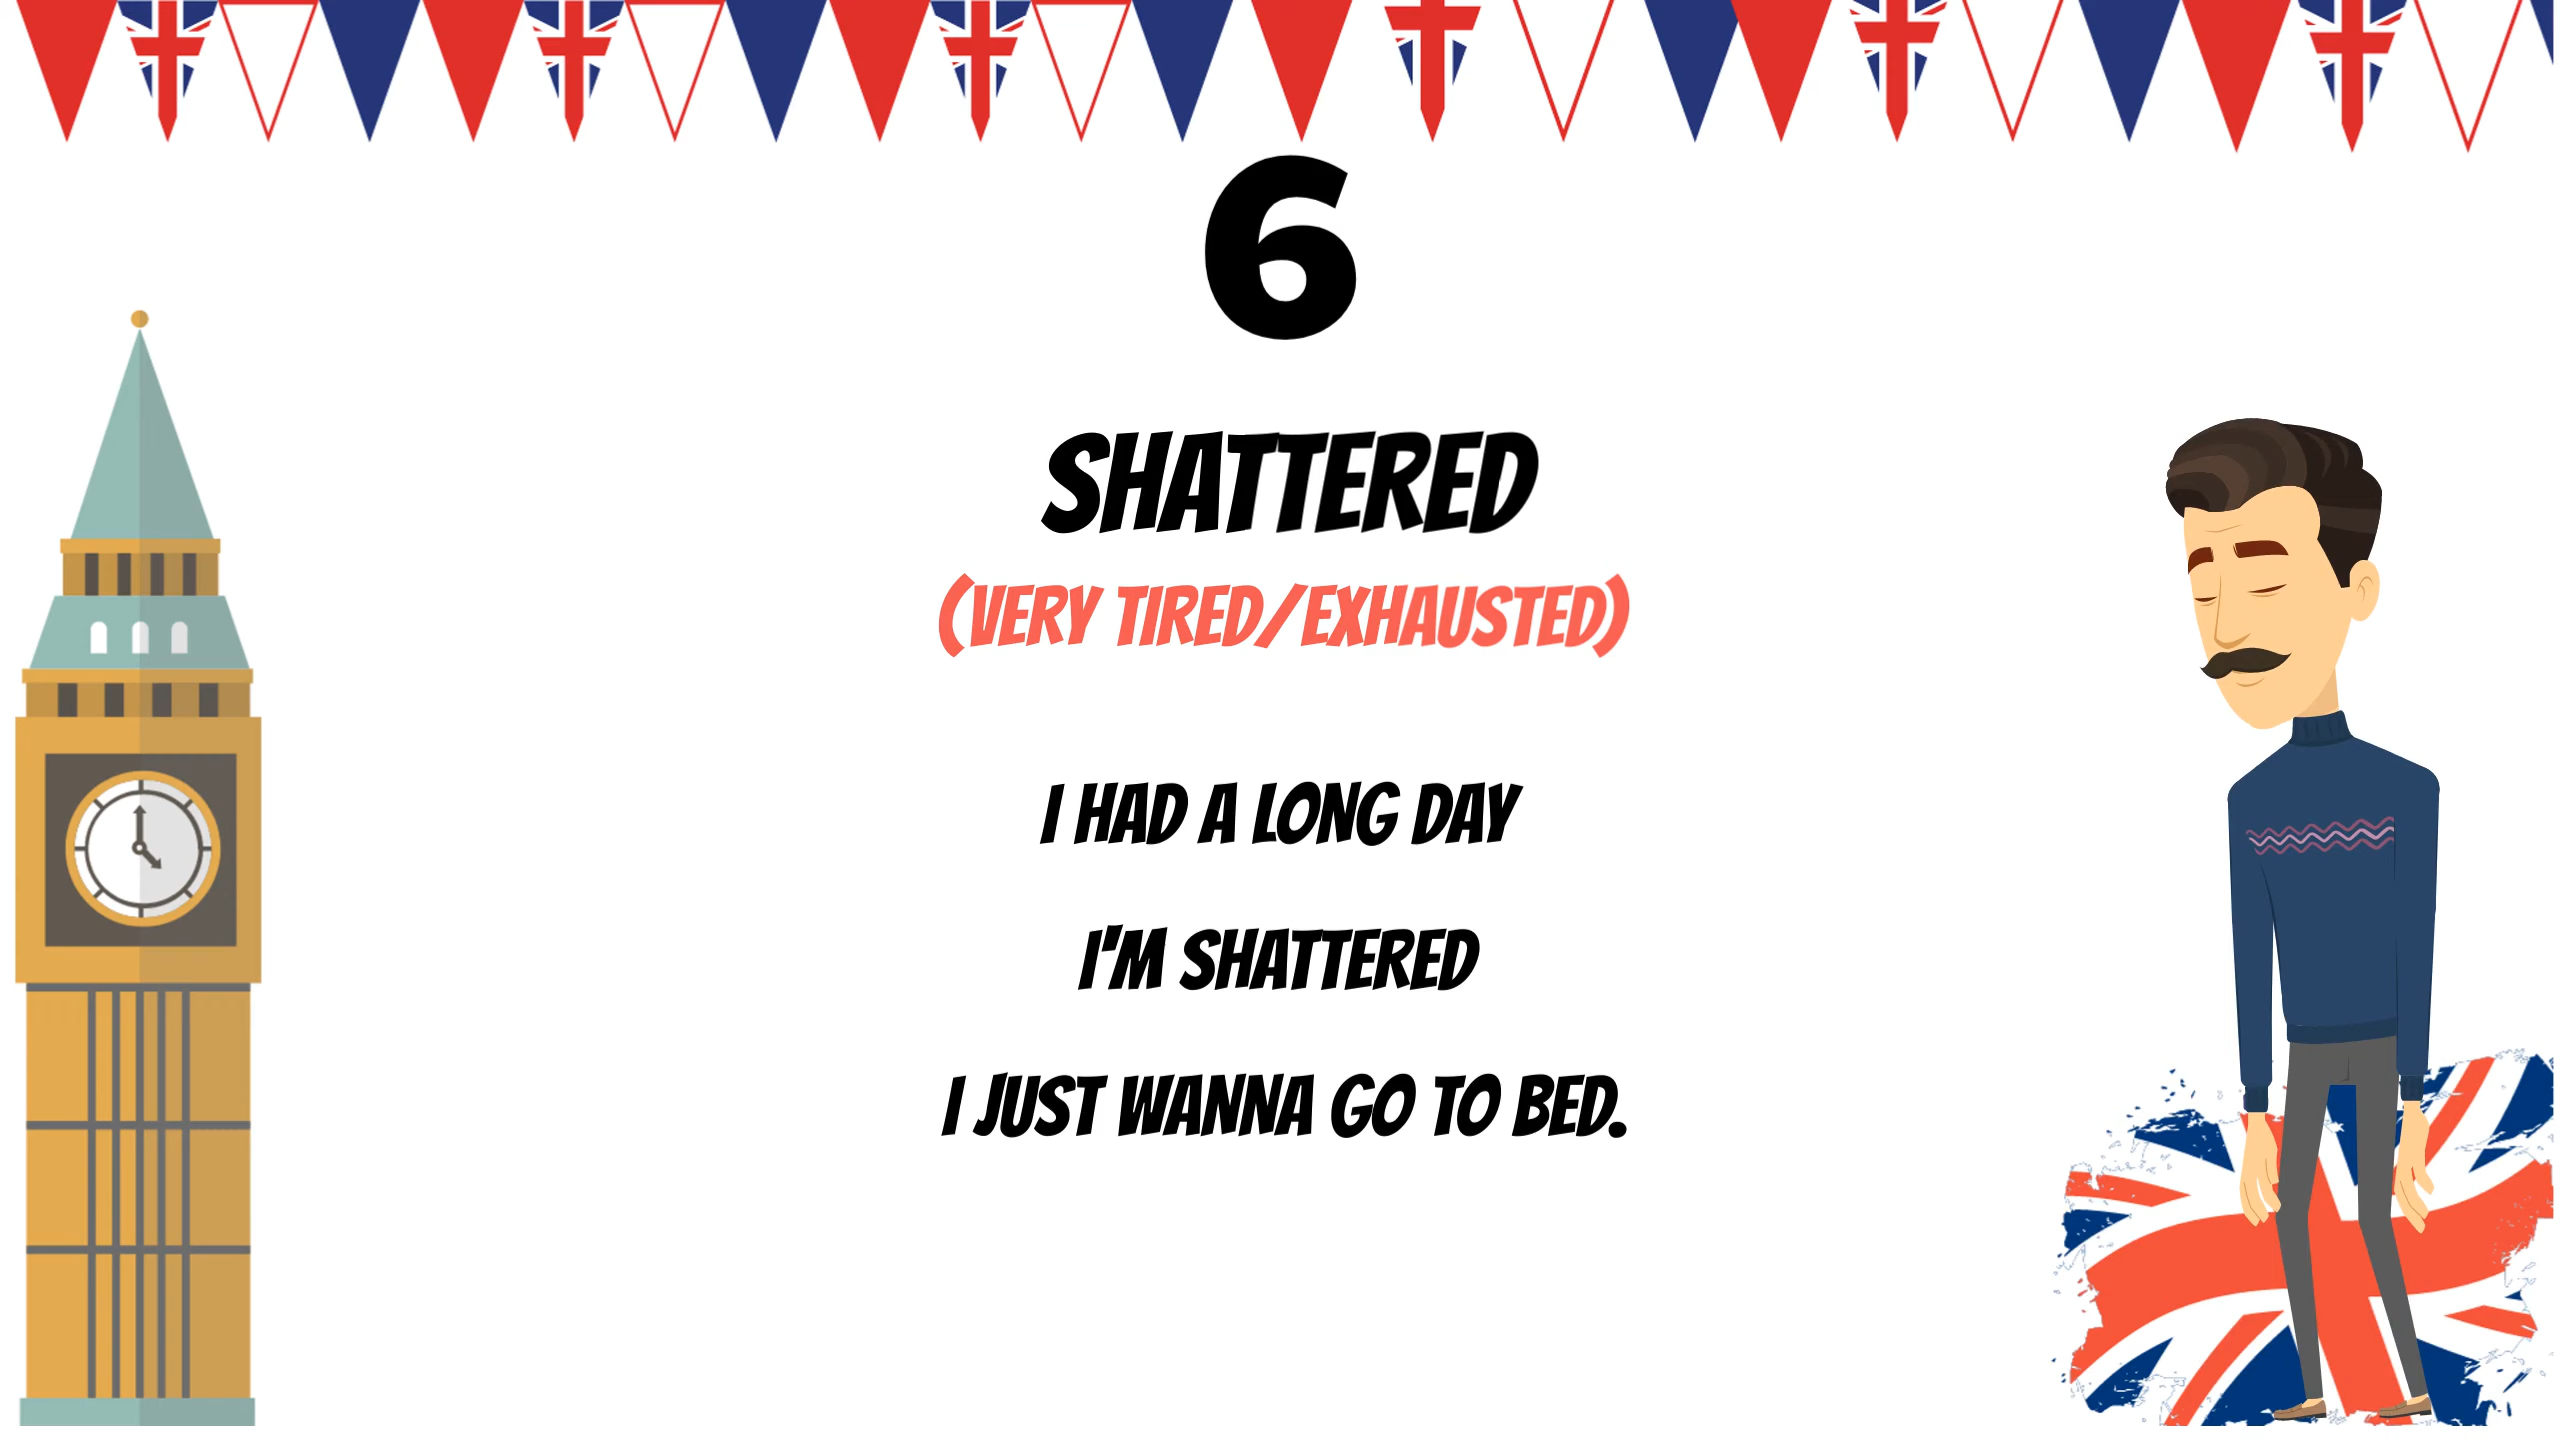 6
SHATTERED
(VERY TIRED/EXHAUSTED)
I HAD A LONG DAY
I'M SHATTERED
I JUST WANNA GO TO BED.